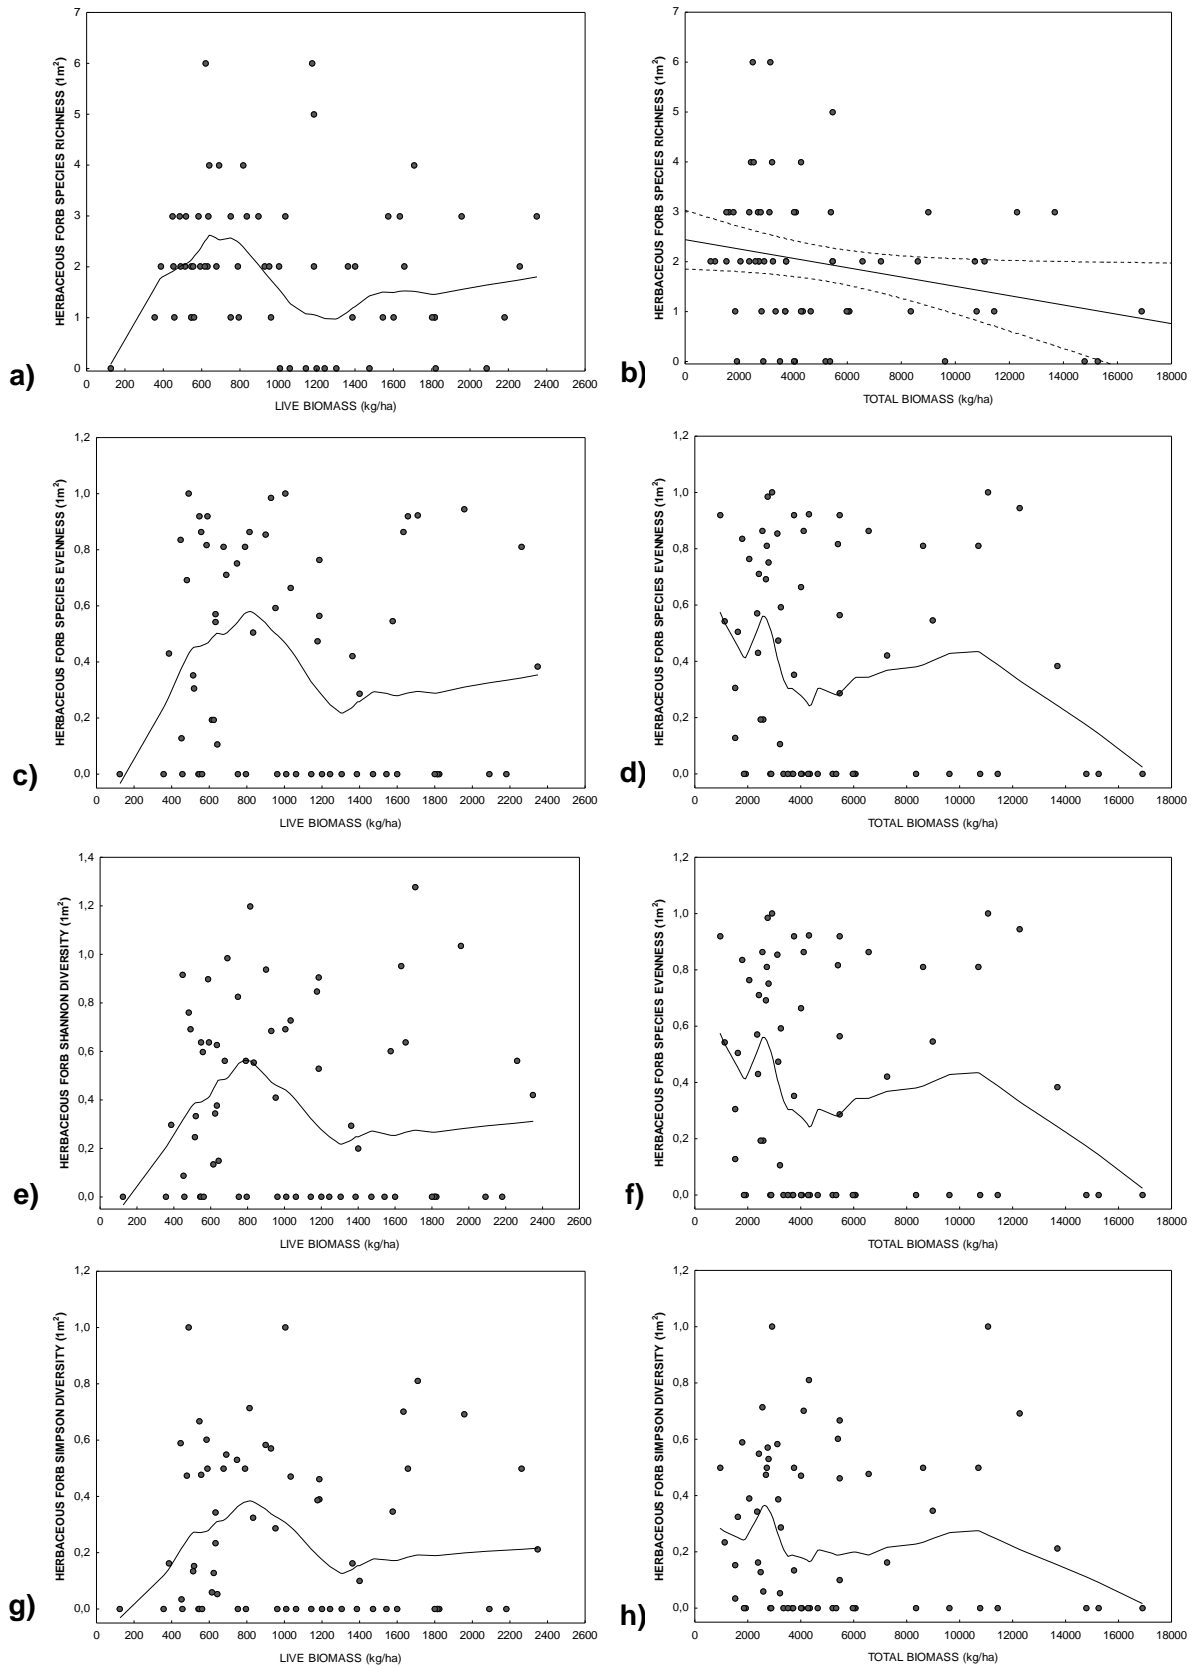 7
6
5
4
3
2
1
0
HERBACEOUS FORB SPECIES RICHNESS (1m²)
0 200 400 600 800 1000 1200 1400 1600 1800 2000 2200 2400 2600
LIVE BIOMASS (kg/ha)
a)
7
6
5
4
3
2
1
0
HERBACEOUS FORB SPECIES RICHNESS (1m²)
0 2000 4000 6000 8000 10000 12000 14000 16000 18000
TOTAL BIOMASS (kg/ha)
b)
1,2
1,0
0,8
0,6
0,4
0,2
0,0
HERBACEOUS FORB SPECIES EVENNESS (1m²)
0 200 400 600 800 1000 1200 1400 1600 1800 2000 2200 2400 2600
LIVE BIOMASS (kg/ha)
c)
1,2
1,0
0,8
0,6
0,4
0,2
0,0
HERBACEOUS FORB SPECIES EVENNESS (1m²)
0 2000 4000 6000 8000 10000 12000 14000 16000 18000
TOTAL BIOMASS (kg/ha)
d)
1,4
1,2
1,0
0,8
0,6
0,4
0,2
0,0
HERBACEOUS FORB SHANNON DIVERSITY (1m²)
0 200 400 600 800 1000 1200 1400 1600 1800 2000 2200 2400 2600
LIVE BIOMASS (kg/ha)
e)
1,2
1,0
0,8
0,6
0,4
0,2
0,0
HERBACEOUS FORB SPECIES EVENNESS (1m²)
0 2000 4000 6000 8000 10000 12000 14000 16000 18000
TOTAL BIOMASS (kg/ha)
f)
1,2
1,0
0,8
0,6
0,4
0,2
0,0
HERBACEOUS FORB SIMPSON DIVERSITY (1m²)
0 200 400 600 800 1000 1200 1400 1600 1800 2000 2200 2400 2600
LIVE BIOMASS (kg/ha)
g)
1,2
1,0
0,8
0,6
0,4
0,2
0,0
HERBACEOUS FORB SIMPSON DIVERSITY (1m²)
0 2000 4000 6000 8000 10000 12000 14000 16000 18000
TOTAL BIOMASS (kg/ha)
h)